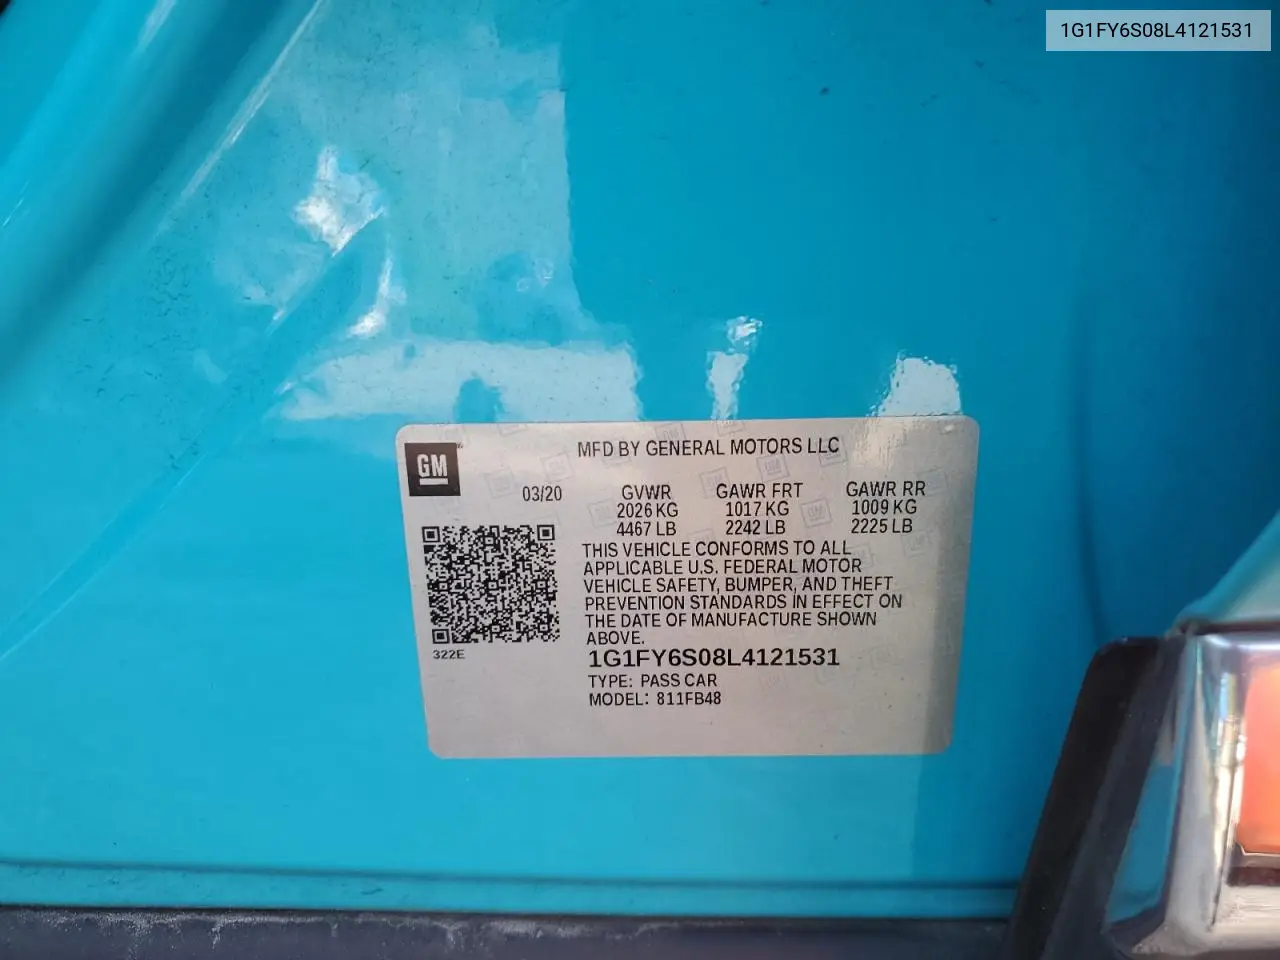 1G1FY6S08L4121531
GM
MFD BY GENERAL MOTORS LLC
03/20 GVWR GAWR FRT GAWR RR
2026 KG 1017 KG 1009 KG
4467 LB 2242 LB 2225 LB
THIS VEHICLE CONFORMS TO ALL
APPLICABLE U.S. FEDERAL MOTOR
VEHICLE SAFETY, BUMPER, AND THEFT
PREVENTION STANDARDS IN EFFECT ON
THE DATE OF MANUFACTURE SHOWN
ABOVE.
322E
1G1FY6S08L4121531
TYPE: PASS CAR
MODEL: 811FB48